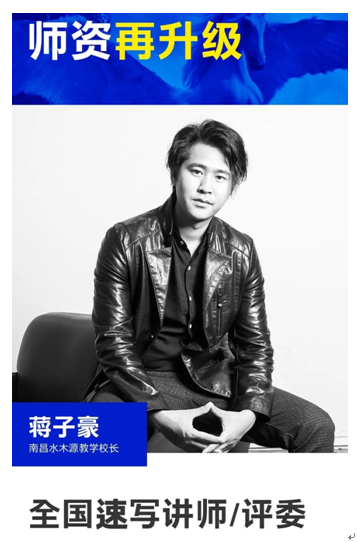 师资再升级
蒋子豪
南昌水木源教学校长
全国速写讲师/评委